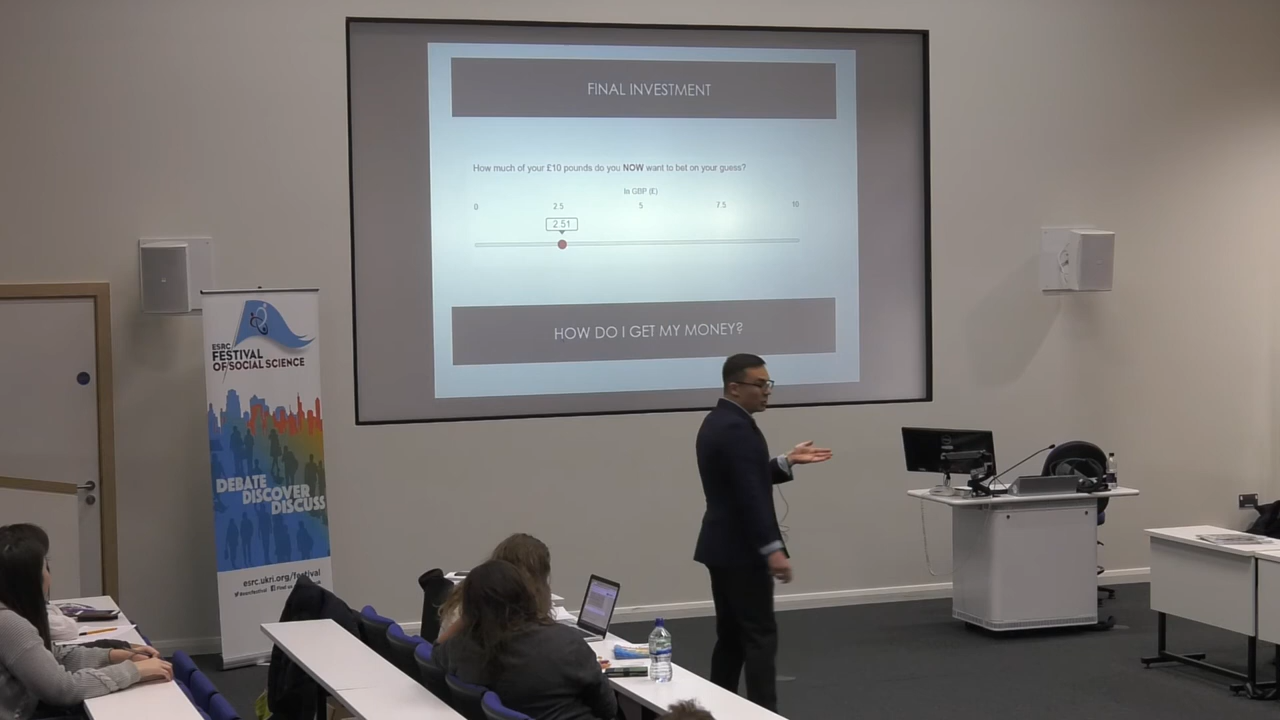 FINAL INVESTMENT
How much of your £10 pounds do you NOW want to bet on your guess?
In GBP (£)
0 2.5 5 7.5 10
2.51
HOW DO I GET MY MONEY?
ESRC
FESTIVAL
OF SOCIAL SCIENCE
DEBATE
DISCOVER
DISCUSS
esrc.ukri.org/festival